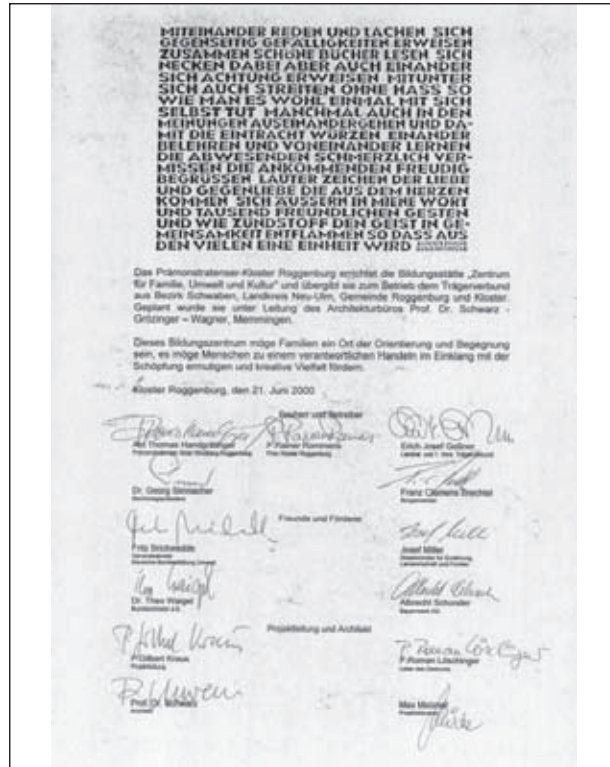 MITEINANDER REDEN UND LACHEN SICH
GEGENSEITIG GEFÄLLIGKEITEN ERWEISEN
ZUSAMMEN SCHÖNE BÜCHER LESEN SICH
NECKEN DABEI ABER AUCH EINANDER
SICH ACHTUNG ERWEISEN MITUNTER
SICH AUCH STREITEN OHNE HASS SO
WIE MAN ES WOHL EINMAL MIT SICH
SELBST TUT MANCHMAL AUCH IN DEN
MEINUNGEN AUSEINANDERGEHEN UND DA-
MIT DIE EINTRACHT WÜRZEN EINANDER
BELEHREN UND VONEINANDER LERNEN
DIE ABWESENDEN SCHMERZLICH VER-
MISSEN DIE ANKOMMENDEN FREUDIG
BEGRÜSSEN LAUTER ZEICHEN DER LIEBE
UND GEGENLIEBE DIE AUS DEM HERZEN
KOMMEN SICH ÄUSSERN IN MIENE WORT
UND TAUSEND FREUNDLICHEN GESTEN
UND WIE ZUNDSTOFF DEN GEIST IN GE-
MEINSAMKEIT ENTFLAMMEN SO DASS AUS
DEN VIELEN EINE EINHEIT WIRD
Das Prämonstratenser-Kloster Roggenburg errichtet die Bildungsstätte „Zentrum
für Familie, Umwelt und Kultur" und übergibt sie zum Betrieb dem Trägerverbund
aus Bezirk Schwaben, Landkreis Neu-Ulm, Gemeinde Roggenburg und Kloster.
Geplant wurde sie unter Leitung des Architekturbüros Prof. Dr. Schwarz -
Grözinger – Wagner, Memmingen.
Dieses Bildungszentrum möge Familien ein Ort der Orientierung und Begegnung
sein, es möge Menschen zu einem verantwortlichen Handeln im Einklang mit der
Schöpfung ermutigen und kreative Vielfalt fördern.
Kloster Roggenburg, den 21. Juni 2000
Bauherr und Betreiber
Abt Thomas Handgrätinger
P. Rainer Rommens
Erich Josef Geßner
Dr. Georg Simnacher
Franz Clemens Brechtel
Freunde und Förderer
Fritz Brickwedde
Josef Miller
Dr. Theo Waigel
Albrecht Schunder
Projektleitung und Architekt
P. Gilbert Kraus
P. Roman Löschinger
Prof. Dr. Schwarz
Architekt
Max